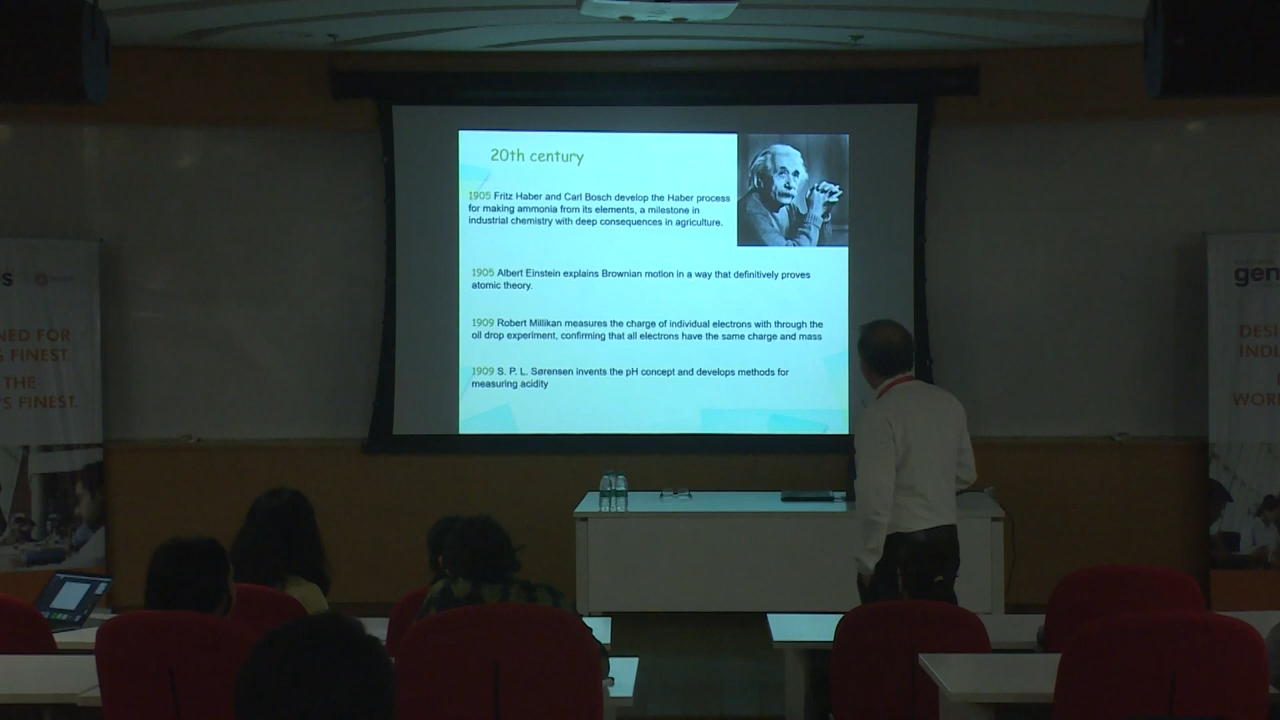 20th century
1905 Fritz Haber and Carl Bosch develop the Haber process
for making ammonia from its elements, a milestone in
industrial chemistry with deep consequences in agriculture.
1905 Albert Einstein explains Brownian motion in a way that definitively proves
atomic theory.
1909 Robert Millikan measures the charge of individual electrons with through the
oil drop experiment, confirming that all electrons have the same charge and mass
1909 S. P. L. Sørensen invents the pH concept and develops methods for
measuring acidity
S
NED FOR
FINEST.
THE
'S FINEST.
gen
DESI
INDU
WOR